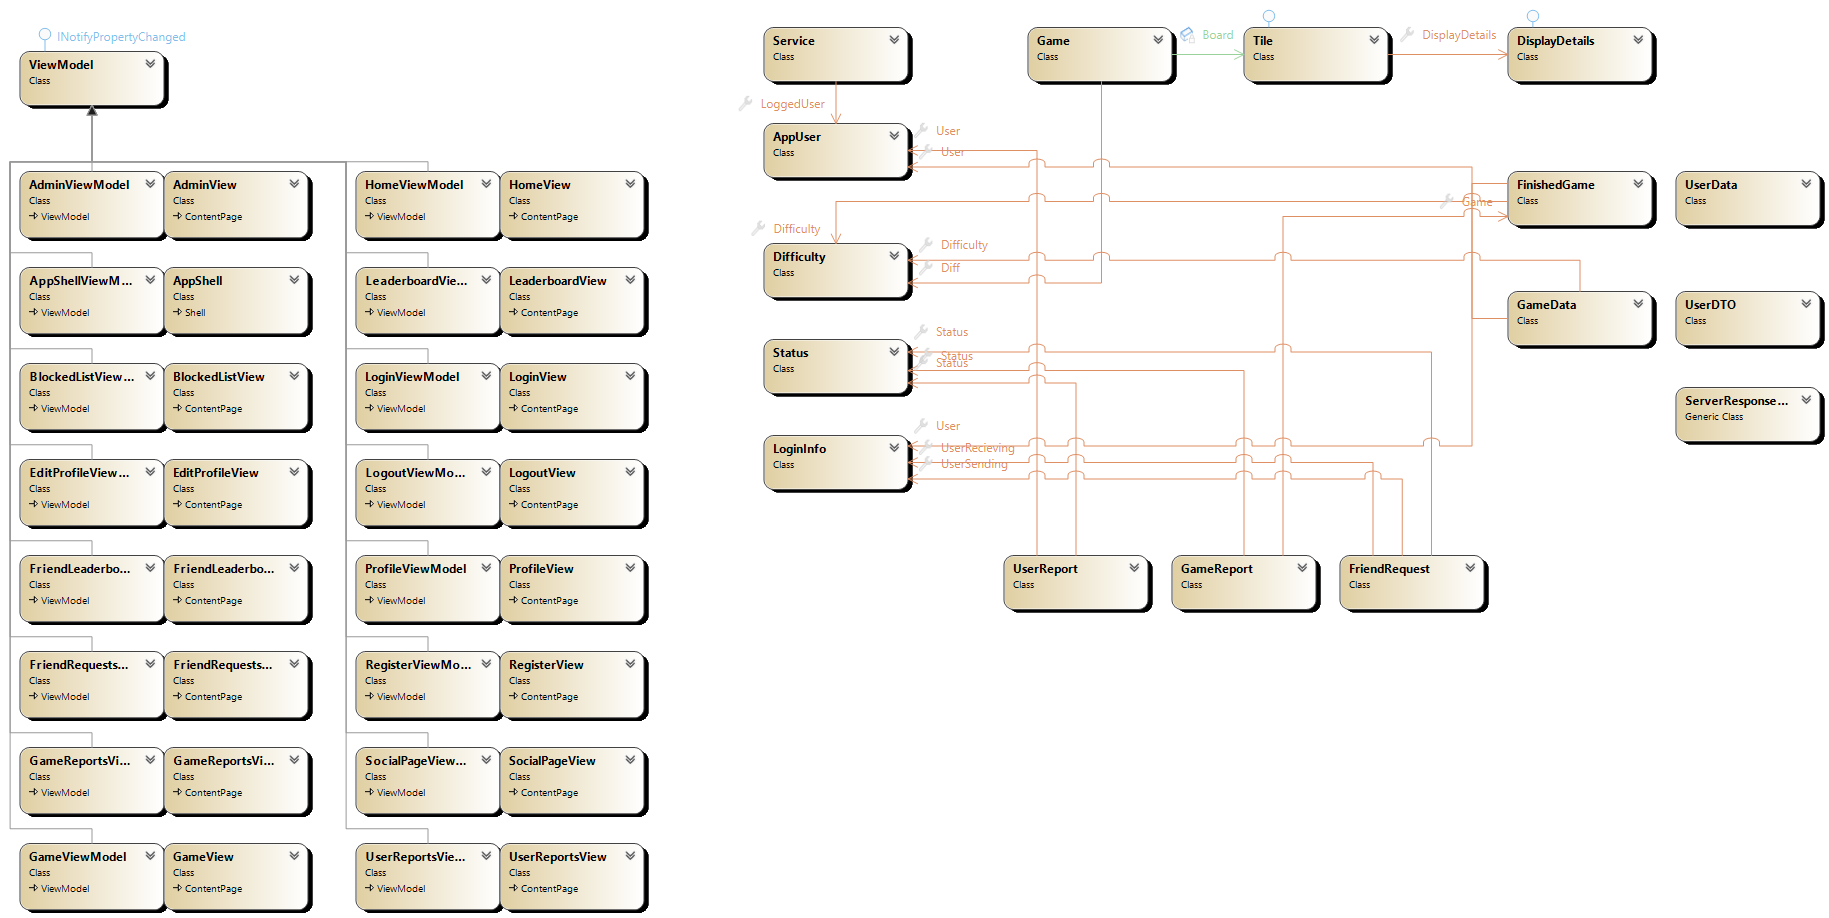 INotifyPropertyChanged
ViewModel
Class
AdminViewModel
Class
ViewModel
AdminView
Class
ContentPage
AppShellViewM...
Class
ViewModel
AppShell
Class
Shell
BlockedListView...
Class
ViewModel
BlockedListView
Class
ContentPage
EditProfileView...
Class
ViewModel
EditProfileView
Class
ContentPage
FriendLeaderbo...
Class
ViewModel
FriendLeaderbo...
Class
ContentPage
FriendRequests...
Class
ViewModel
FriendRequests...
Class
ContentPage
GameReportsVi...
Class
ViewModel
GameReportsVi...
Class
ContentPage
GameViewModel
Class
ViewModel
GameView
Class
ContentPage
HomeViewModel
Class
ViewModel
HomeView
Class
ContentPage
LeaderboardVie...
Class
ViewModel
LeaderboardView
Class
ContentPage
LoginViewModel
Class
ViewModel
LoginView
Class
ContentPage
LogoutViewMo...
Class
ViewModel
LogoutView
Class
ContentPage
ProfileViewModel
Class
ViewModel
ProfileView
Class
ContentPage
RegisterViewMo...
Class
ViewModel
RegisterView
Class
ContentPage
SocialPageView...
Class
ViewModel
SocialPageView
Class
ContentPage
UserReportsVie...
Class
ViewModel
UserReportsView
Class
ContentPage
Service
Class
LoggedUser
Game
Class
Board
Tile
Class
DisplayDetails
DisplayDetails
Class
AppUser
Class
User
User
FinishedGame
Class
Game
UserData
Class
Difficulty
Difficulty
Class
Difficulty
Diff
GameData
Class
UserDTO
Class
Status
Class
Status
Status
Status
ServerResponse...
Generic Class
LoginInfo
Class
User
UserRecieving
UserSending
UserReport
Class
GameReport
Class
FriendRequest
Class